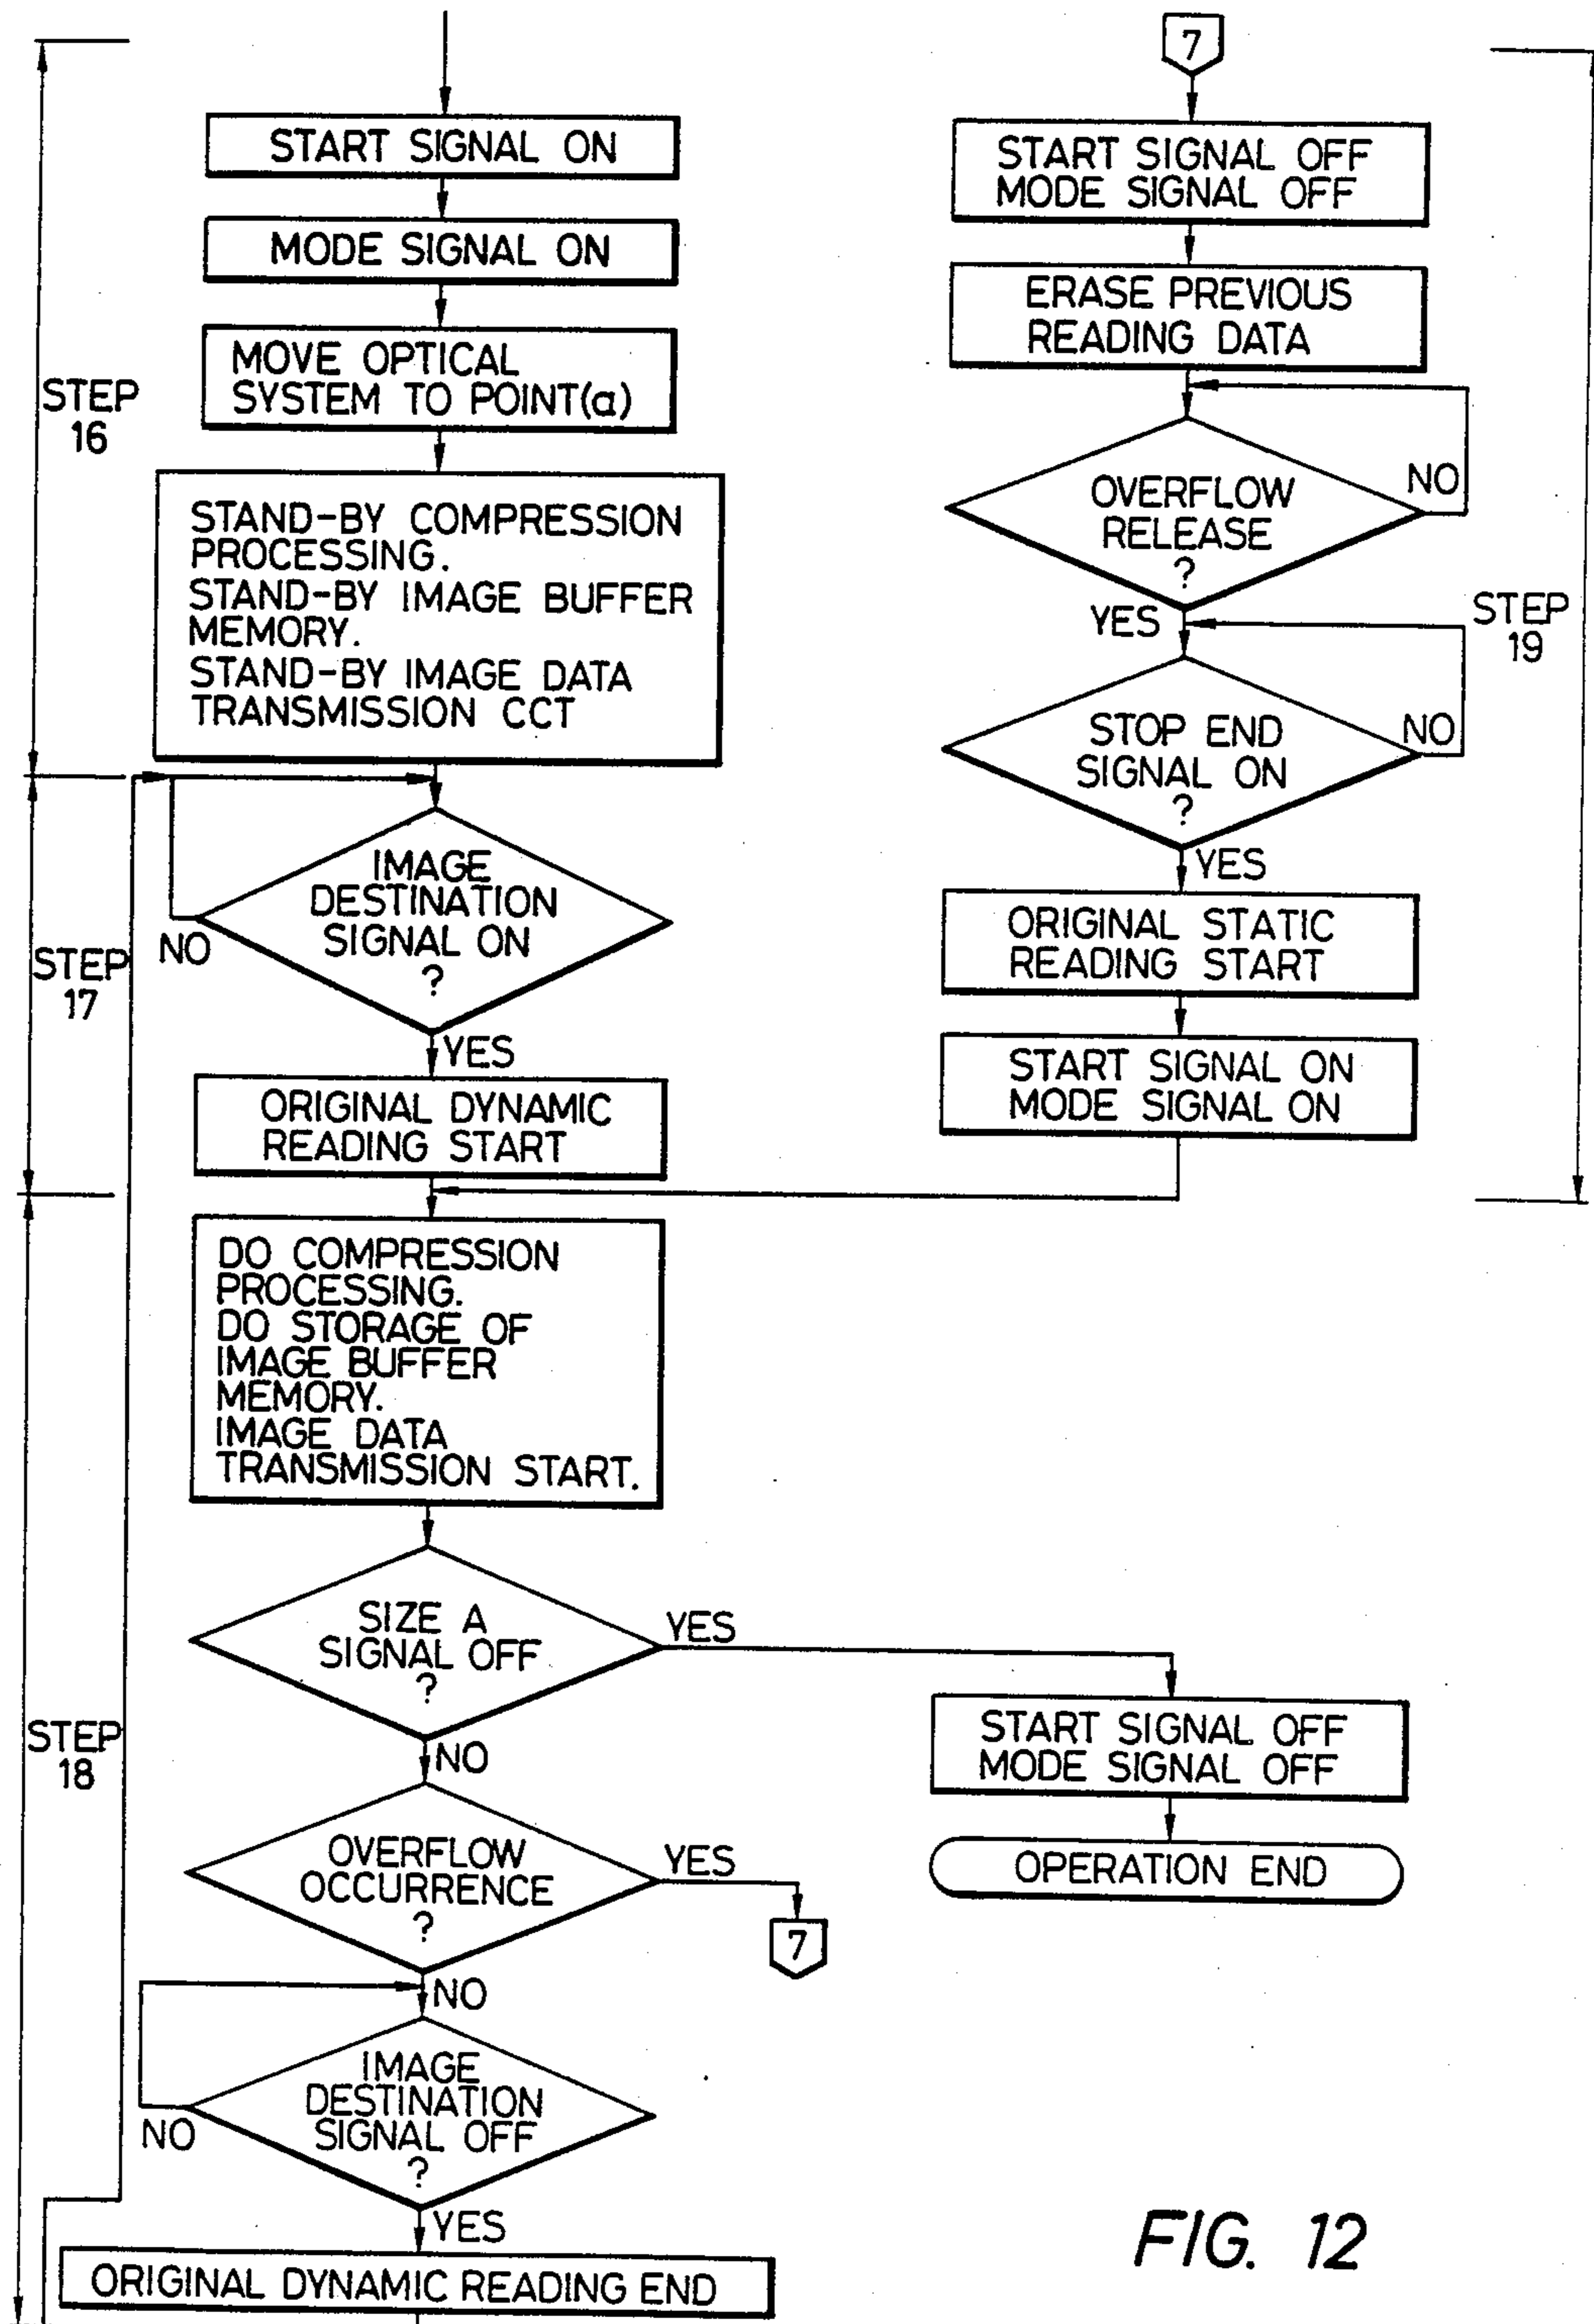 START SIGNAL ON
MODE SIGNAL ON
MOVE OPTICAL
SYSTEM TO POINT(a)
STEP
16
STAND-BY COMPRESSION
PROCESSING.
STAND-BY IMAGE BUFFER
MEMORY.
STAND-BY IMAGE DATA
TRANSMISSION CCT
IMAGE
DESTINATION
SIGNAL ON
?
NO
STEP
17
YES
ORIGINAL DYNAMIC
READING START
DO COMPRESSION
PROCESSING.
DO STORAGE OF
IMAGE BUFFER
MEMORY.
IMAGE DATA
TRANSMISSION START.
SIZE A
SIGNAL OFF
?
YES
STEP
18
NO
OVERFLOW
OCCURRENCE
?
YES
7
NO
IMAGE
DESTINATION
SIGNAL OFF
?
NO
YES
ORIGINAL DYNAMIC READING END
7
START SIGNAL OFF
MODE SIGNAL OFF
ERASE PREVIOUS
READING DATA
OVERFLOW
RELEASE
?
NO
YES
STEP
19
STOP END
SIGNAL ON
?
NO
YES
ORIGINAL STATIC
READING START
START SIGNAL ON
MODE SIGNAL ON
START SIGNAL OFF
MODE SIGNAL OFF
OPERATION END
FIG. 12